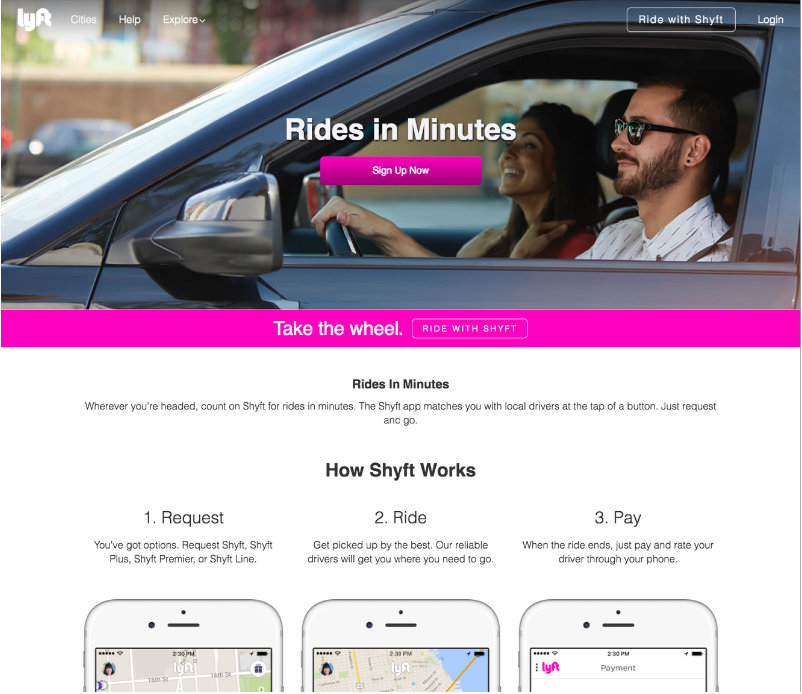 lyft Cities Help Explore Ride with Shyft Login
Rides in Minutes
Sign Up Now
Take the wheel. RIDE WITH SHYFT
Rides In Minutes
Wherever you're headed, count on Shyft for rides in minutes. The Shyft app matches you with local drivers at the tap of a button. Just request
and go.
How Shyft Works
1. Request
You've got options. Request Shyft, Shyft
Plus, Shyft Premier, or Shyft Line.
2. Ride
Get picked up by the best. Our reliable
drivers will get you where you need to go.
3. Pay
When the ride ends, just pay and rate your
driver through your phone.
2:30 PM
lyft
16th St
16th St
2:30 PM
lyft
2:30 PM
lyft Payment